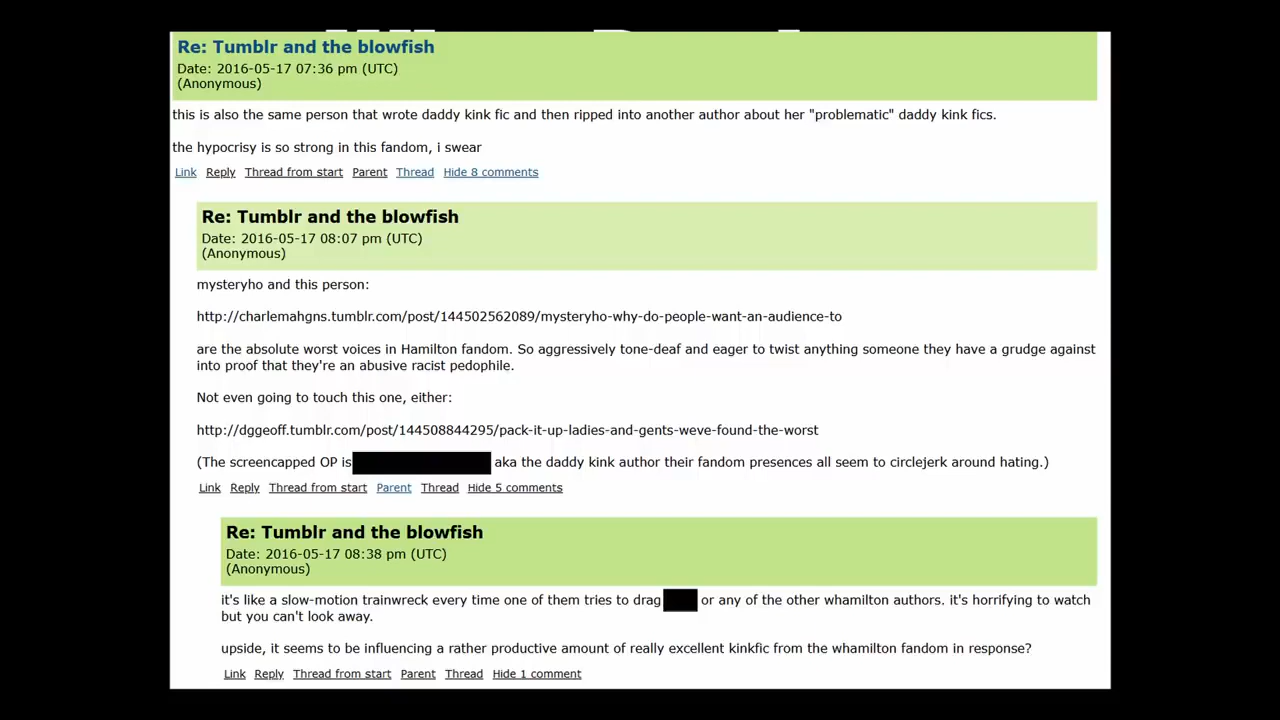 Re: Tumblr and the blowfish
Date: 2016-05-17 07:36 pm (UTC)
(Anonymous)
this is also the same person that wrote daddy kink fic and then ripped into another author about her "problematic" daddy kink fics.
the hypocrisy is so strong in this fandom, i swear
Link Reply Thread from start Parent Thread Hide 8 comments
Re: Tumblr and the blowfish
Date: 2016-05-17 08:07 pm (UTC)
(Anonymous)
mysteryho and this person:
http://charlemahgns.tumblr.com/post/144502562089/mysteryho-why-do-people-want-an-audience-to
are the absolute worst voices in Hamilton fandom. So aggressively tone-deaf and eager to twist anything someone they have a grudge against
into proof that they're an abusive racist pedophile.
Not even going to touch this one, either:
http://dggeoff.tumblr.com/post/144508844295/pack-it-up-ladies-and-gents-weve-found-the-worst
(The screencapped OP is aka the daddy kink author their fandom presences all seem to circlejerk around hating.)
Link Reply Thread from start Parent Thread Hide 5 comments
Re: Tumblr and the blowfish
Date: 2016-05-17 08:38 pm (UTC)
(Anonymous)
it's like a slow-motion trainwreck every time one of them tries to drag or any of the other whamilton authors. it's horrifying to watch
but you can't look away.
upside, it seems to be influencing a rather productive amount of really excellent kinkfic from the whamilton fandom in response?
Link Reply Thread from start Parent Thread Hide 1 comment